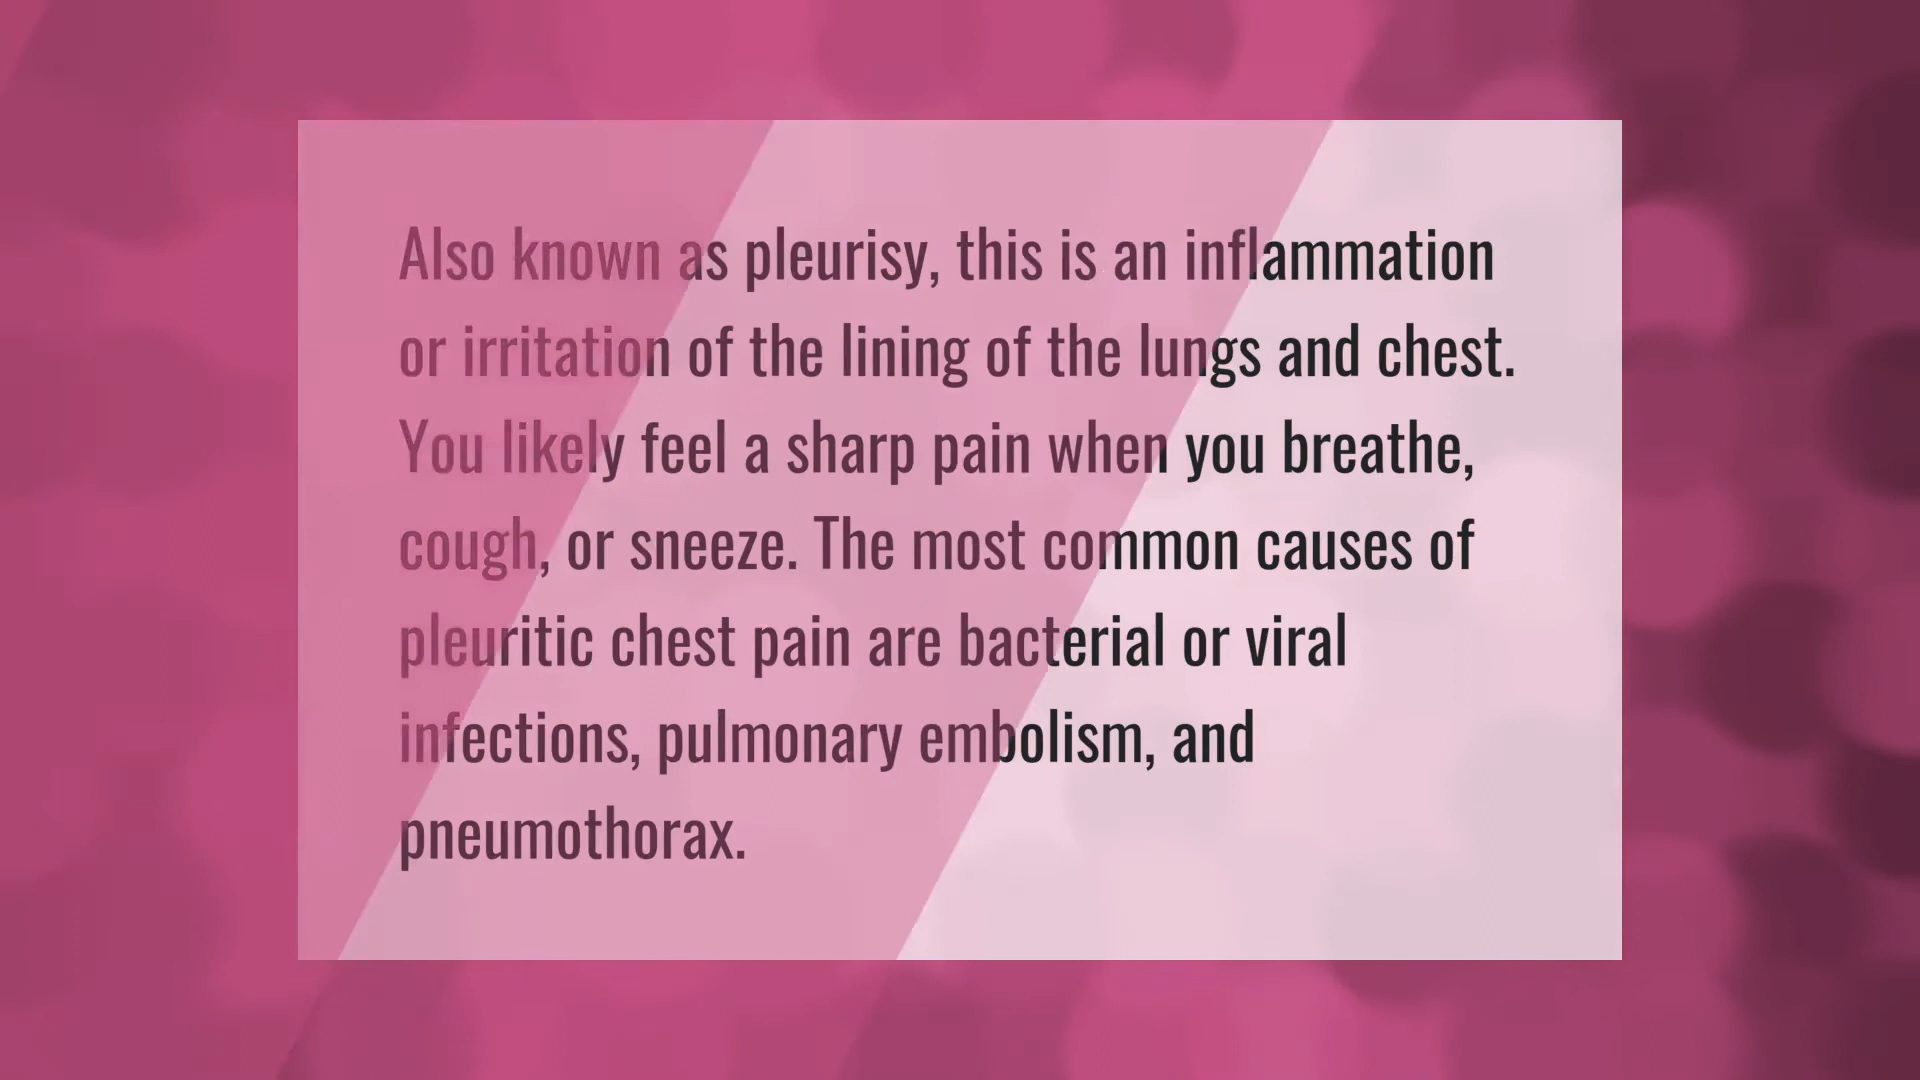 Also known as pleurisy, this is an inflammation
or irritation of the lining of the lungs and chest.
You likely feel a sharp pain when you breathe,
cough, or sneeze. The most common causes of
pleuritic chest pain are bacterial or viral
infections, pulmonary embolism, and
pneumothorax.